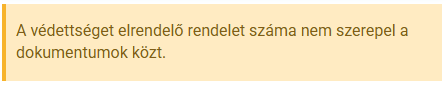 A védettséget elrendelő rendelet száma nem szerepel a
dokumentumok közt.